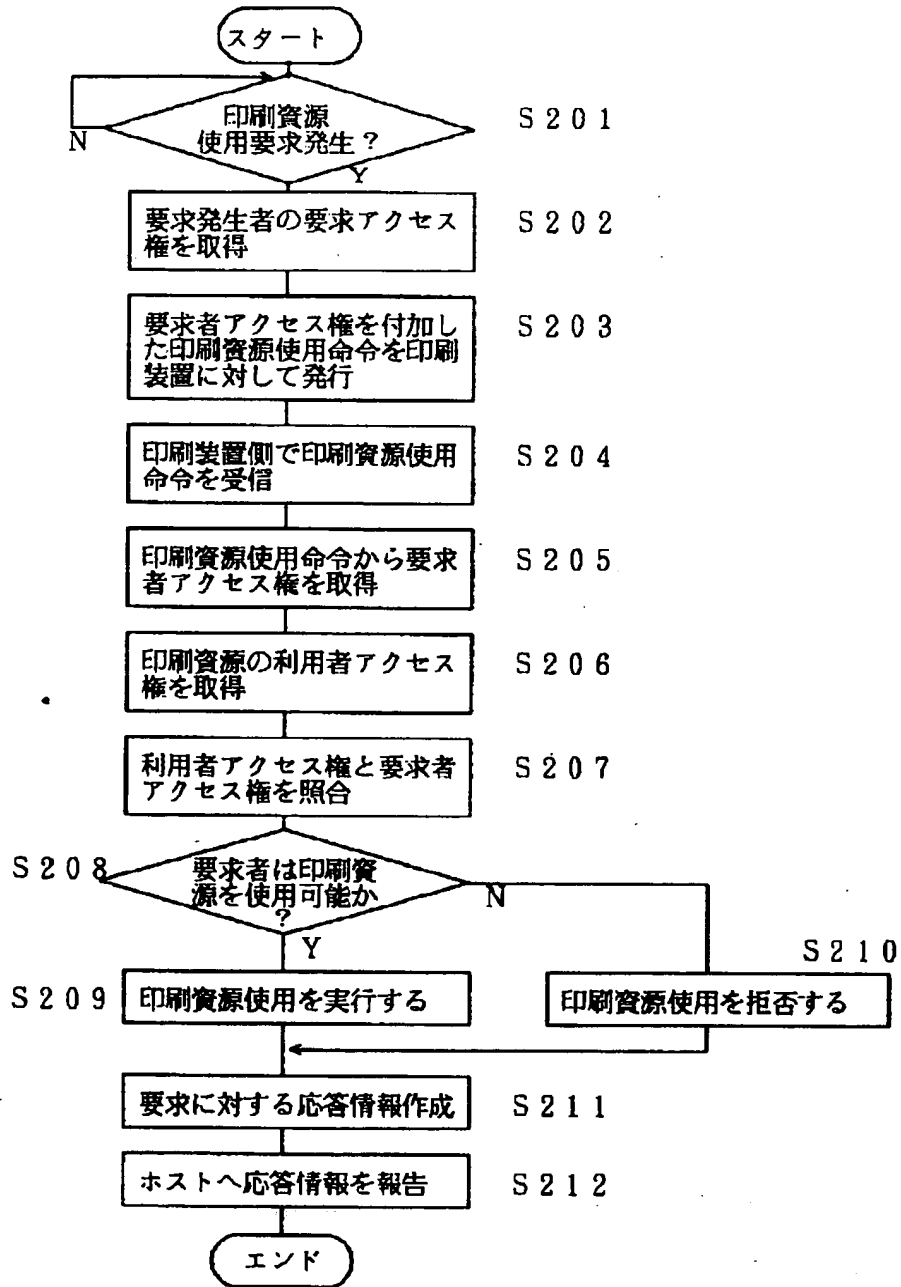 スタート
印刷資源
使用要求発生？
S201
N
Y
要求発生者の要求アクセス
権を取得
S202
要求者アクセス権を付加し
た印刷資源使用命令を印刷
装置に対して発行
S203
印刷装置側で印刷資源使用
命令を受信
S204
印刷資源使用命令から要求
者アクセス権を取得
S205
印刷資源の利用者アクセス
権を取得
S206
利用者アクセス権と要求者
アクセス権を照合
S207
S208
要求者は印刷資
源を使用可能か
？
N
Y
S210
S209
印刷資源使用を実行する
印刷資源使用を拒否する
要求に対する応答情報作成
S211
ホストへ応答情報を報告
S212
エンド